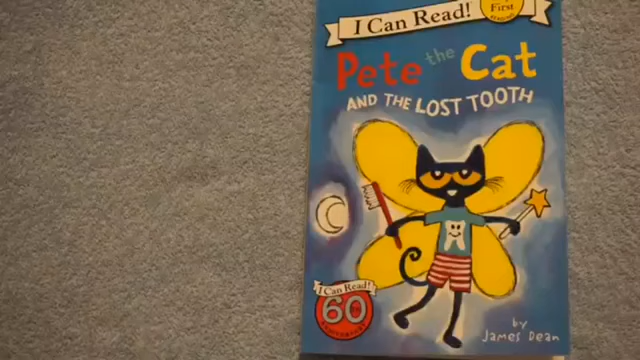 I Can Read!
First
Pete the Cat
AND THE LOST TOOTH
I Can Read!
60
by
James Dean